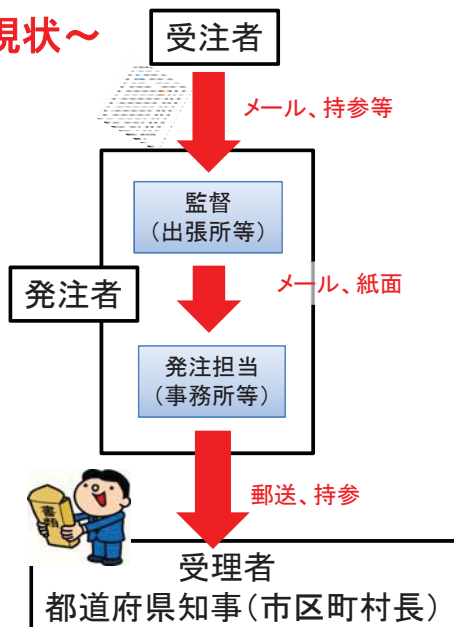 現状～
受注者
メール、持参等
監督
（出張所等）
発注者
メール、紙面
発注担当
（事務所等）
郵送、持参
書類
受理者
都道府県知事（市区町村長）